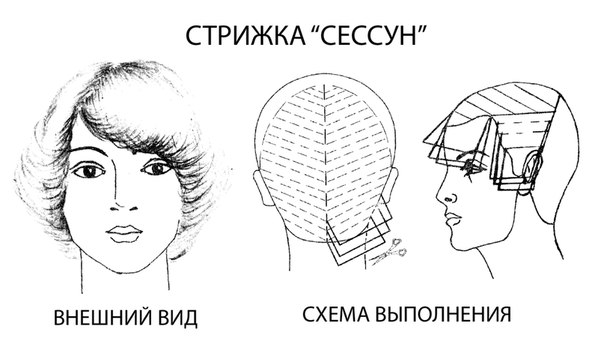 СТРИЖКА “СЕССУН”
ВНЕШНИЙ ВИД
СХЕМА ВЫПОЛНЕНИЯ